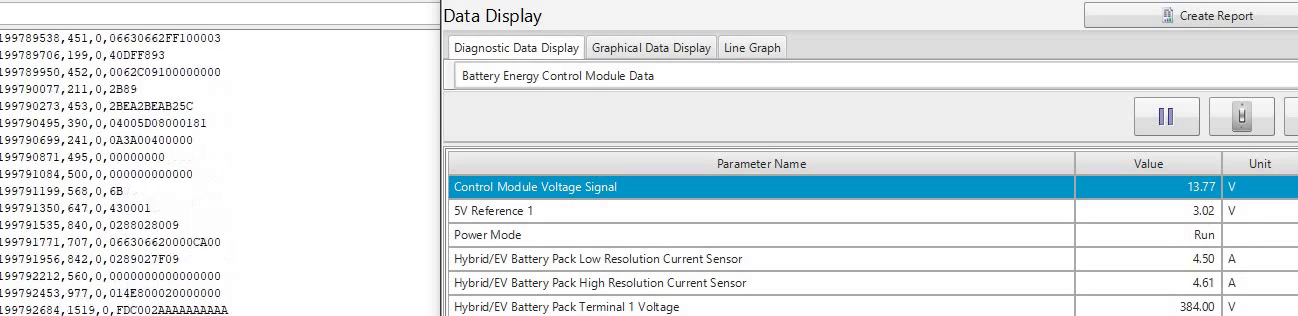 199789538,451,0,06630662FF100003
199789706,199,0,40DFF893
199789950,452,0,0062C09100000000
199790077,211,0,2B89
199790273,453,0,2BEA2BEAB25C
199790495,390,0,04005D08000181
199790699,241,0,0A3A00400000
199790871,495,0,00000000
199791084,500,0,000000000000
199791199,568,0,6B
199791350,647,0,430001
199791535,840,0,0288028009
199791771,707,0,066306620000CA00
199791956,842,0,0289027F09
199792212,560,0,0000000000000000
199792453,977,0,014E800020000000
199792684,1519,0,FDC002AAAAAAAAAA
Data Display
Create Report
Diagnostic Data Display Graphical Data Display Line Graph
Battery Energy Control Module Data
Parameter Name Value Unit
Control Module Voltage Signal 13.77 V
5V Reference 1 3.02 V
Power Mode Run
Hybrid/EV Battery Pack Low Resolution Current Sensor 4.50 A
Hybrid/EV Battery Pack High Resolution Current Sensor 4.61 A
Hybrid/EV Battery Pack Terminal 1 Voltage 384.00 V